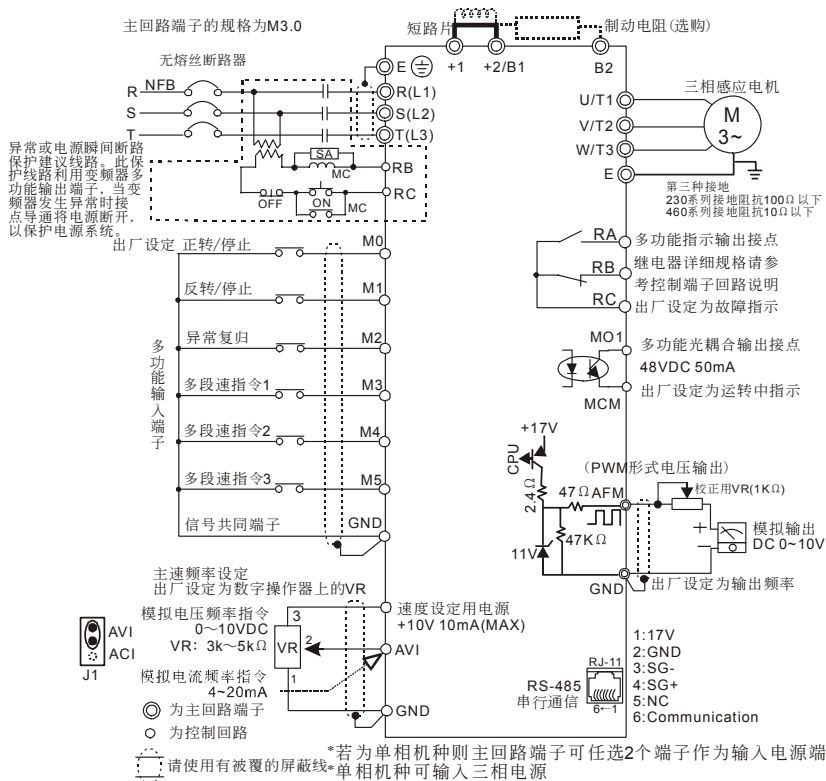 主回路端子的规格为M3.0
短路片
制动电阻(选购)
+1
+2/B1
B2
无熔丝断路器
E
R
NFB
R(L1)
S
S(L2)
T
T(L3)
三相感应电机
U/T1
V/T2
W/T3
E
M
3~
第三种接地
230系列接地阻抗100Ω以下
460系列接地阻抗10Ω以下
异常或电源瞬间断路
保护建议线路。此保
护线路利用变频器多
功能输出端子,当变
频器发生异常时接
点导通将电源断开,
以保护电源系统。
SA
MC
RB
OFF
ON
MC
RC
出厂设定
正转/停止
M0
反转/停止
M1
异常复归
M2
多段速指令1
M3
多段速指令2
M4
多段速指令3
M5
信号共同端子
GND
多功能输入端子
RA
多功能指示输出接点
RB
继电器详细规格请参
考控制端子回路说明
RC
出厂设定为故障指示
MO1
多功能光耦合输出接点
48VDC 50mA
MCM
出厂设定为运转中指示
+17V
CPU
2.4Ω
(PWM形式电压输出)
47Ω
AFM
校正用VR(1KΩ)
47KΩ
11V
+
−
模拟输出
DC 0~10V
GND
出厂设定为输出频率
主速频率设定
出厂设定为数字操作器上的VR
模拟电压频率指令
0～10VDC
VR：3k～5kΩ
3
VR
2
1
速度设定用电源
+10V 10mA(MAX)
AVI
AVI
ACI
J1
模拟电流频率指令
4~20mA
GND
RS-485
串行通信
RJ-11
6←1
1:17V
2:GND
3:SG-
4:SG+
5:NC
6:Communication
为主回路端子
为控制回路
请使用有被覆的屏蔽线
*若为单相机种则主回路端子可任选2个端子作为输入电源端
*单相机种可输入三相电源